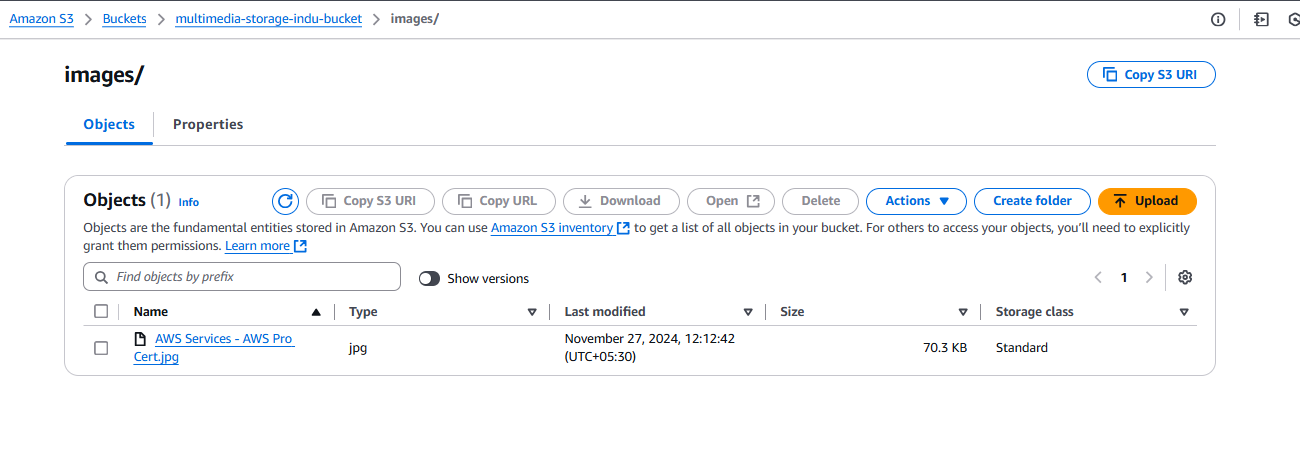 Amazon S3 > Buckets > multimedia-storage-indu-bucket > images/
images/
Copy S3 URI
Objects
Properties
Objects (1) Info
Copy S3 URI
Copy URL
Download
Open
Delete
Actions
Create folder
Upload
Objects are the fundamental entities stored in Amazon S3. You can use Amazon S3 inventory to get a list of all objects in your bucket. For others to access your objects, you’ll need to explicitly
grant them permissions. Learn more
Find objects by prefix
Show versions
1
Name
Type
Last modified
Size
Storage class
AWS Services - AWS Pro
Cert.jpg
jpg
November 27, 2024, 12:12:42
(UTC+05:30)
70.3 KB
Standard